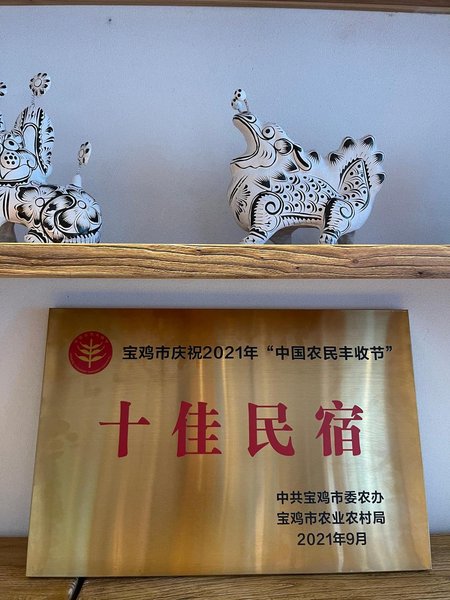 宝鸡市庆祝2021年“中国农民丰收节”
十佳民宿
中共宝鸡市委农办
宝鸡市农业农村局
2021年9月